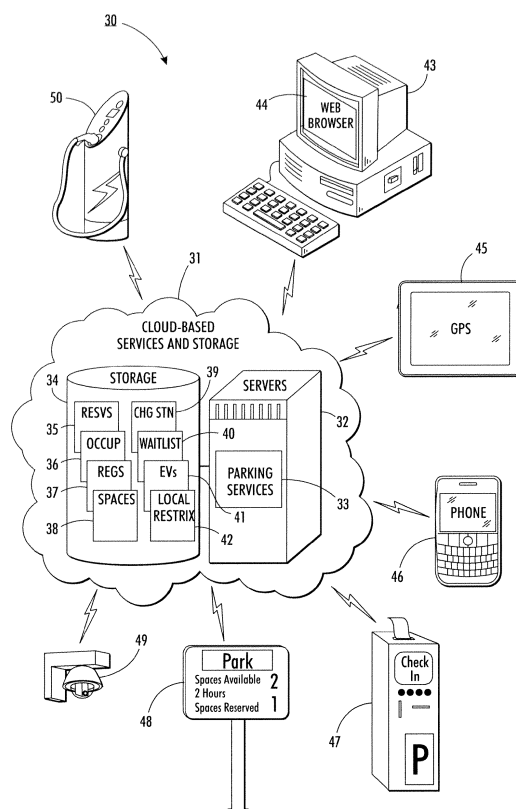 30
50
43
44
WEB
BROWSER
31
45
CLOUD-BASED
SERVICES AND STORAGE
GPS
34
STORAGE
39
SERVERS
32
RESVS
CHG STN
35
OCCUP
WAITLIST
40
36
REGS
EVs
41
PARKING
SERVICES
33
37
SPACES
LOCAL
RESTRIX
42
38
PHONE
46
49
48
Park
Spaces Available 2
2 Hours
Spaces Reserved 1
Check
In
47
P